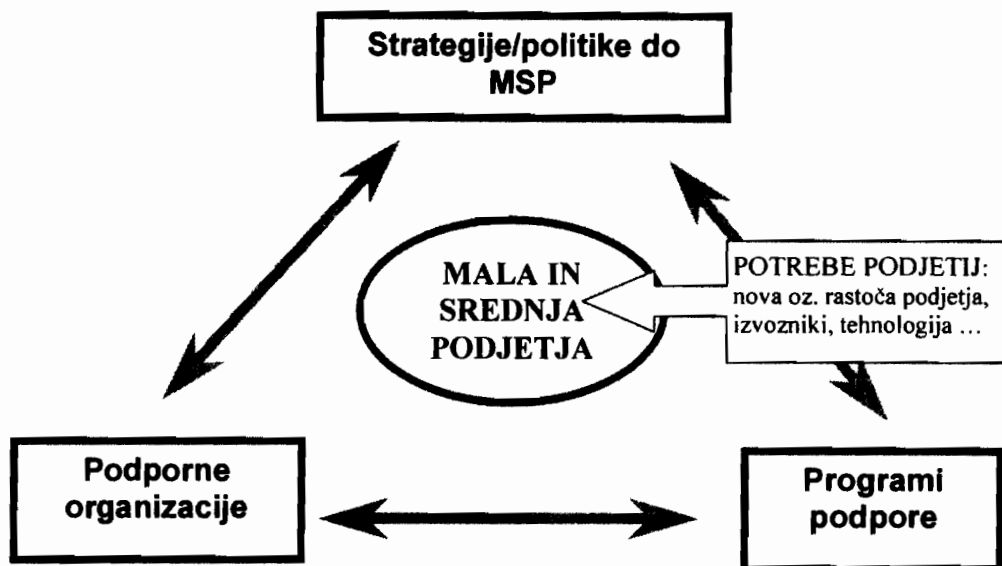 Strategije/politike do
MSP
MALA IN
SREDNJA
PODJETJA
POTREBE PODJETIJ:
nova oz. rastoča podjetja,
izvozniki, tehnologija ...
Podporne
organizacije
Programi
podpore